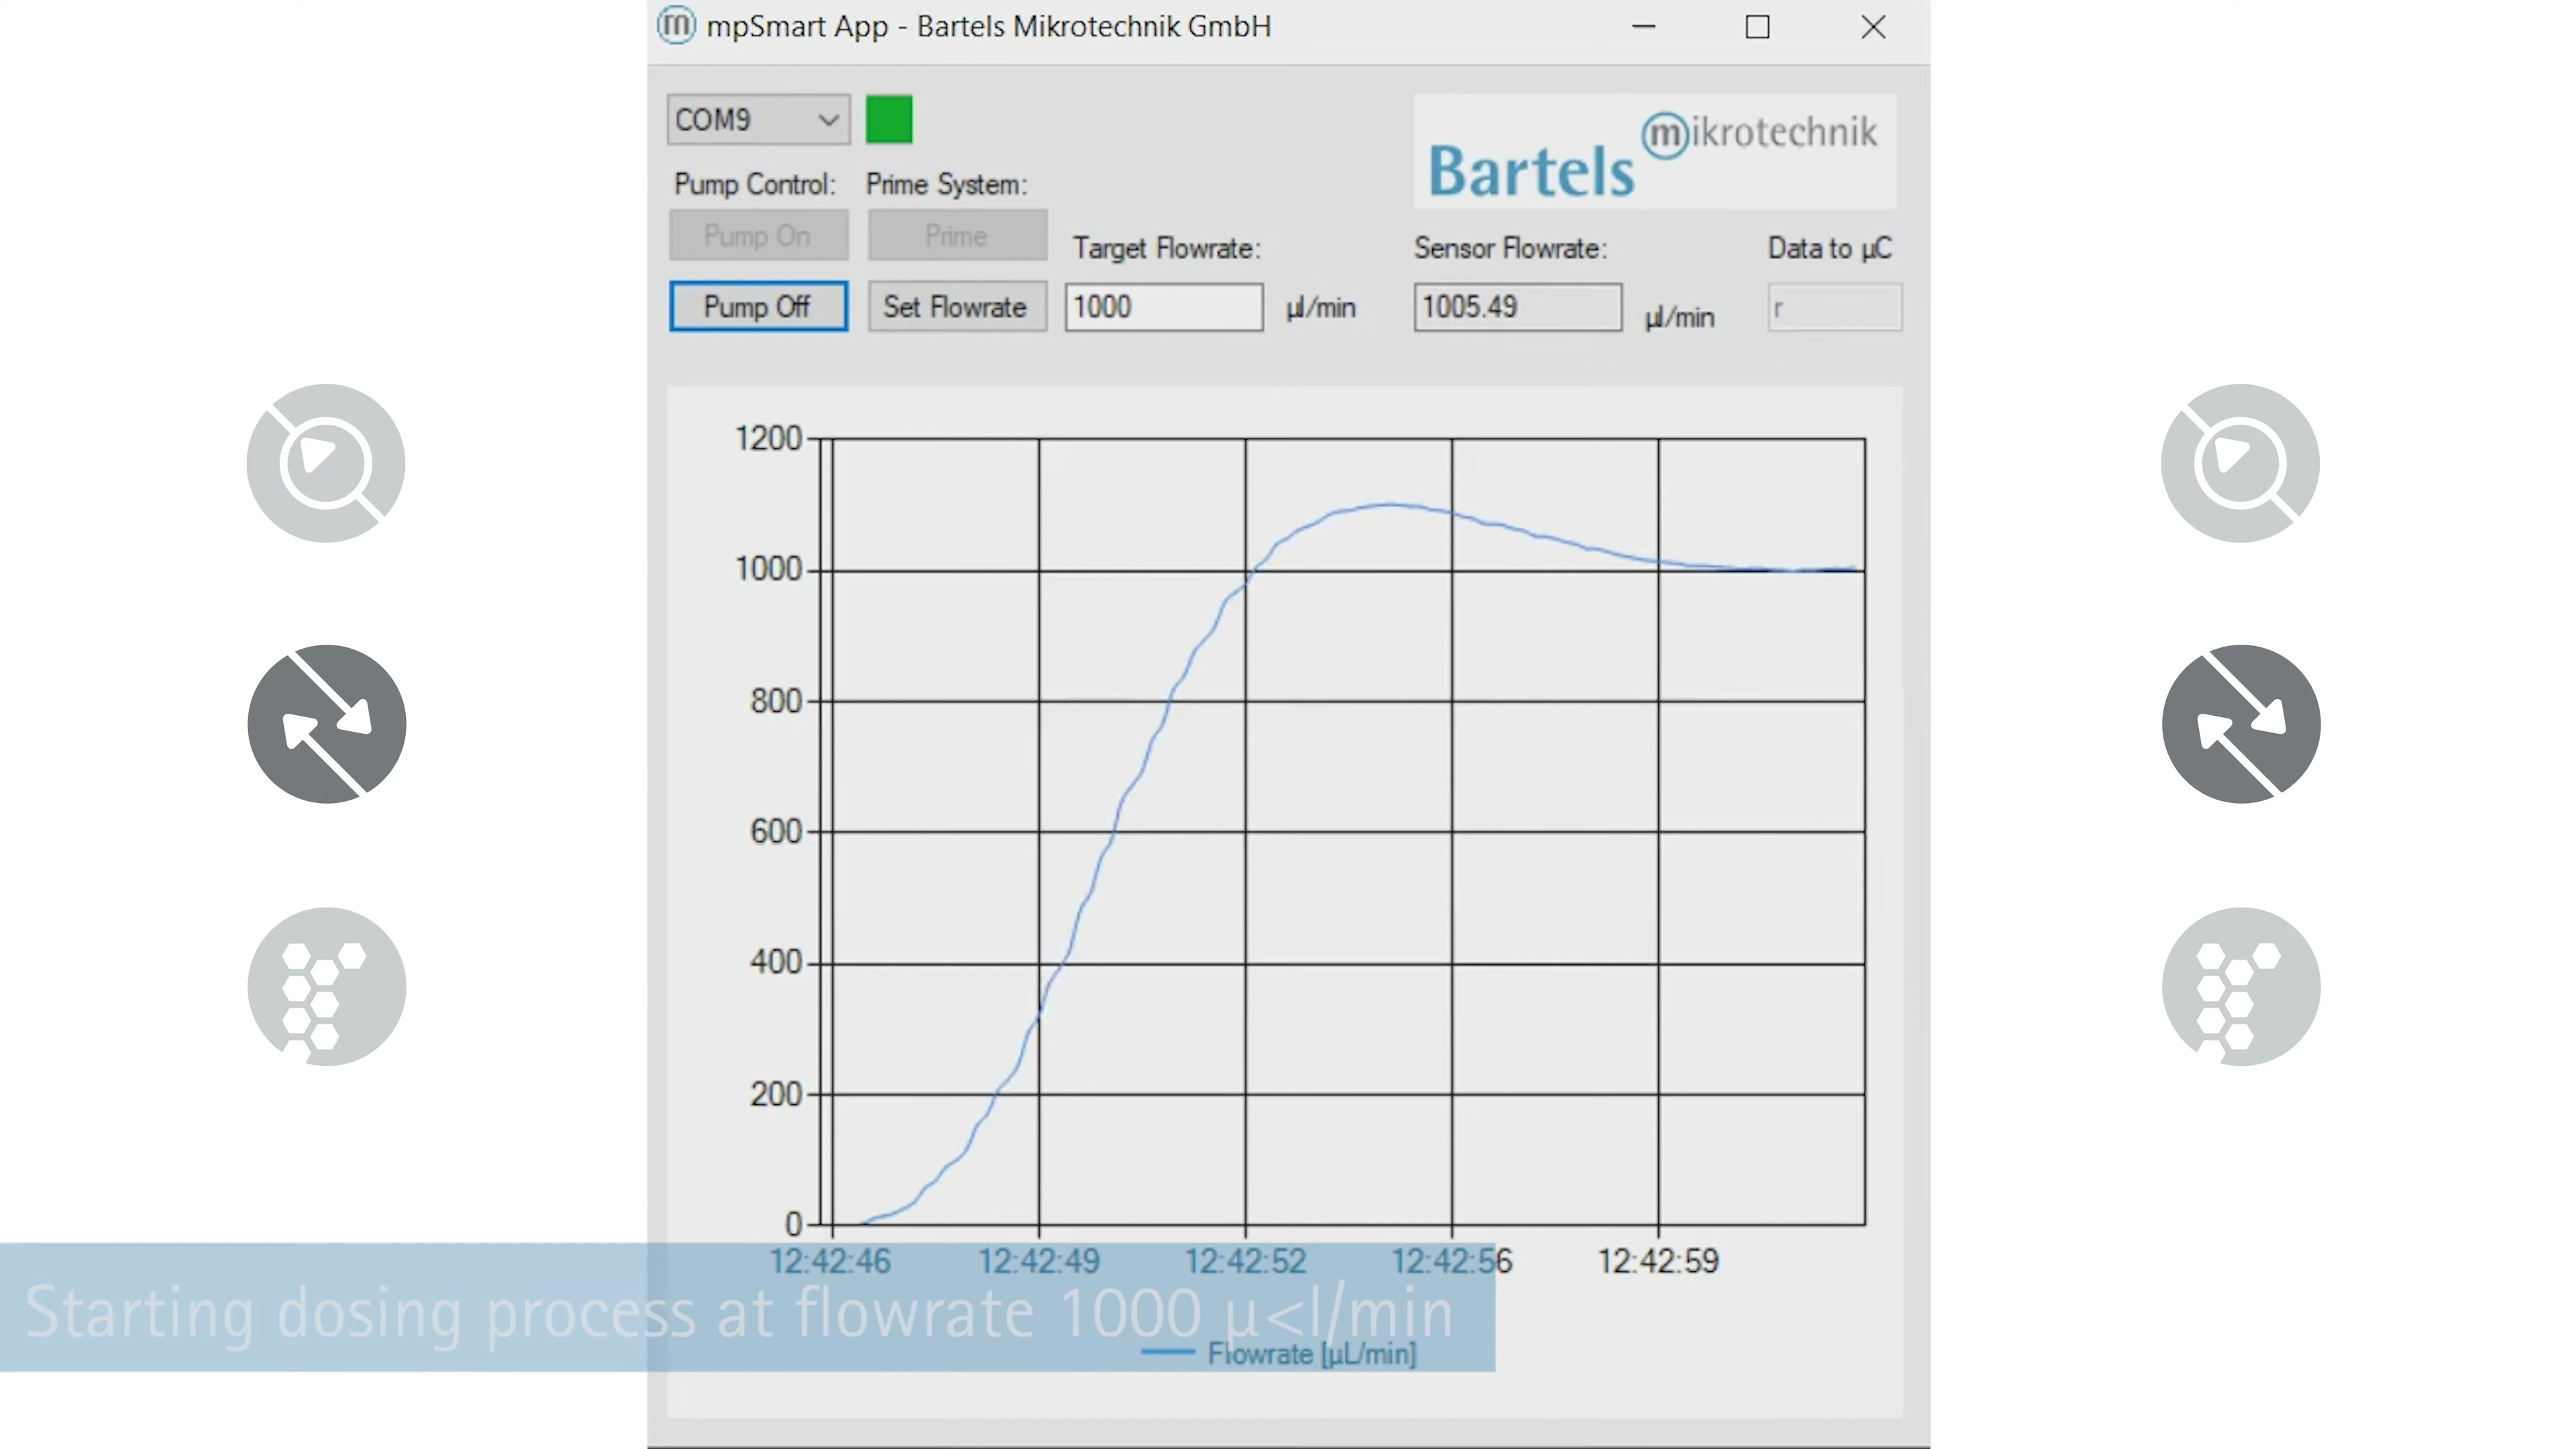 mpSmart App - Bartels Mikrotechnik GmbH
COM9
Bartels mikrotechnik
Pump Control: Prime System:
Pump On Prime
Target Flowrate: Sensor Flowrate: Data to µC
Pump Off Set Flowrate 1000 µl/min 1005.49 µl/min r
1200
1000
800
600
400
200
0
12:42:46 12:42:49 12:42:52 12:42:56 12:42:59
Starting dosing process at flowrate 1000 µ<l/min
Flowrate [µL/min]